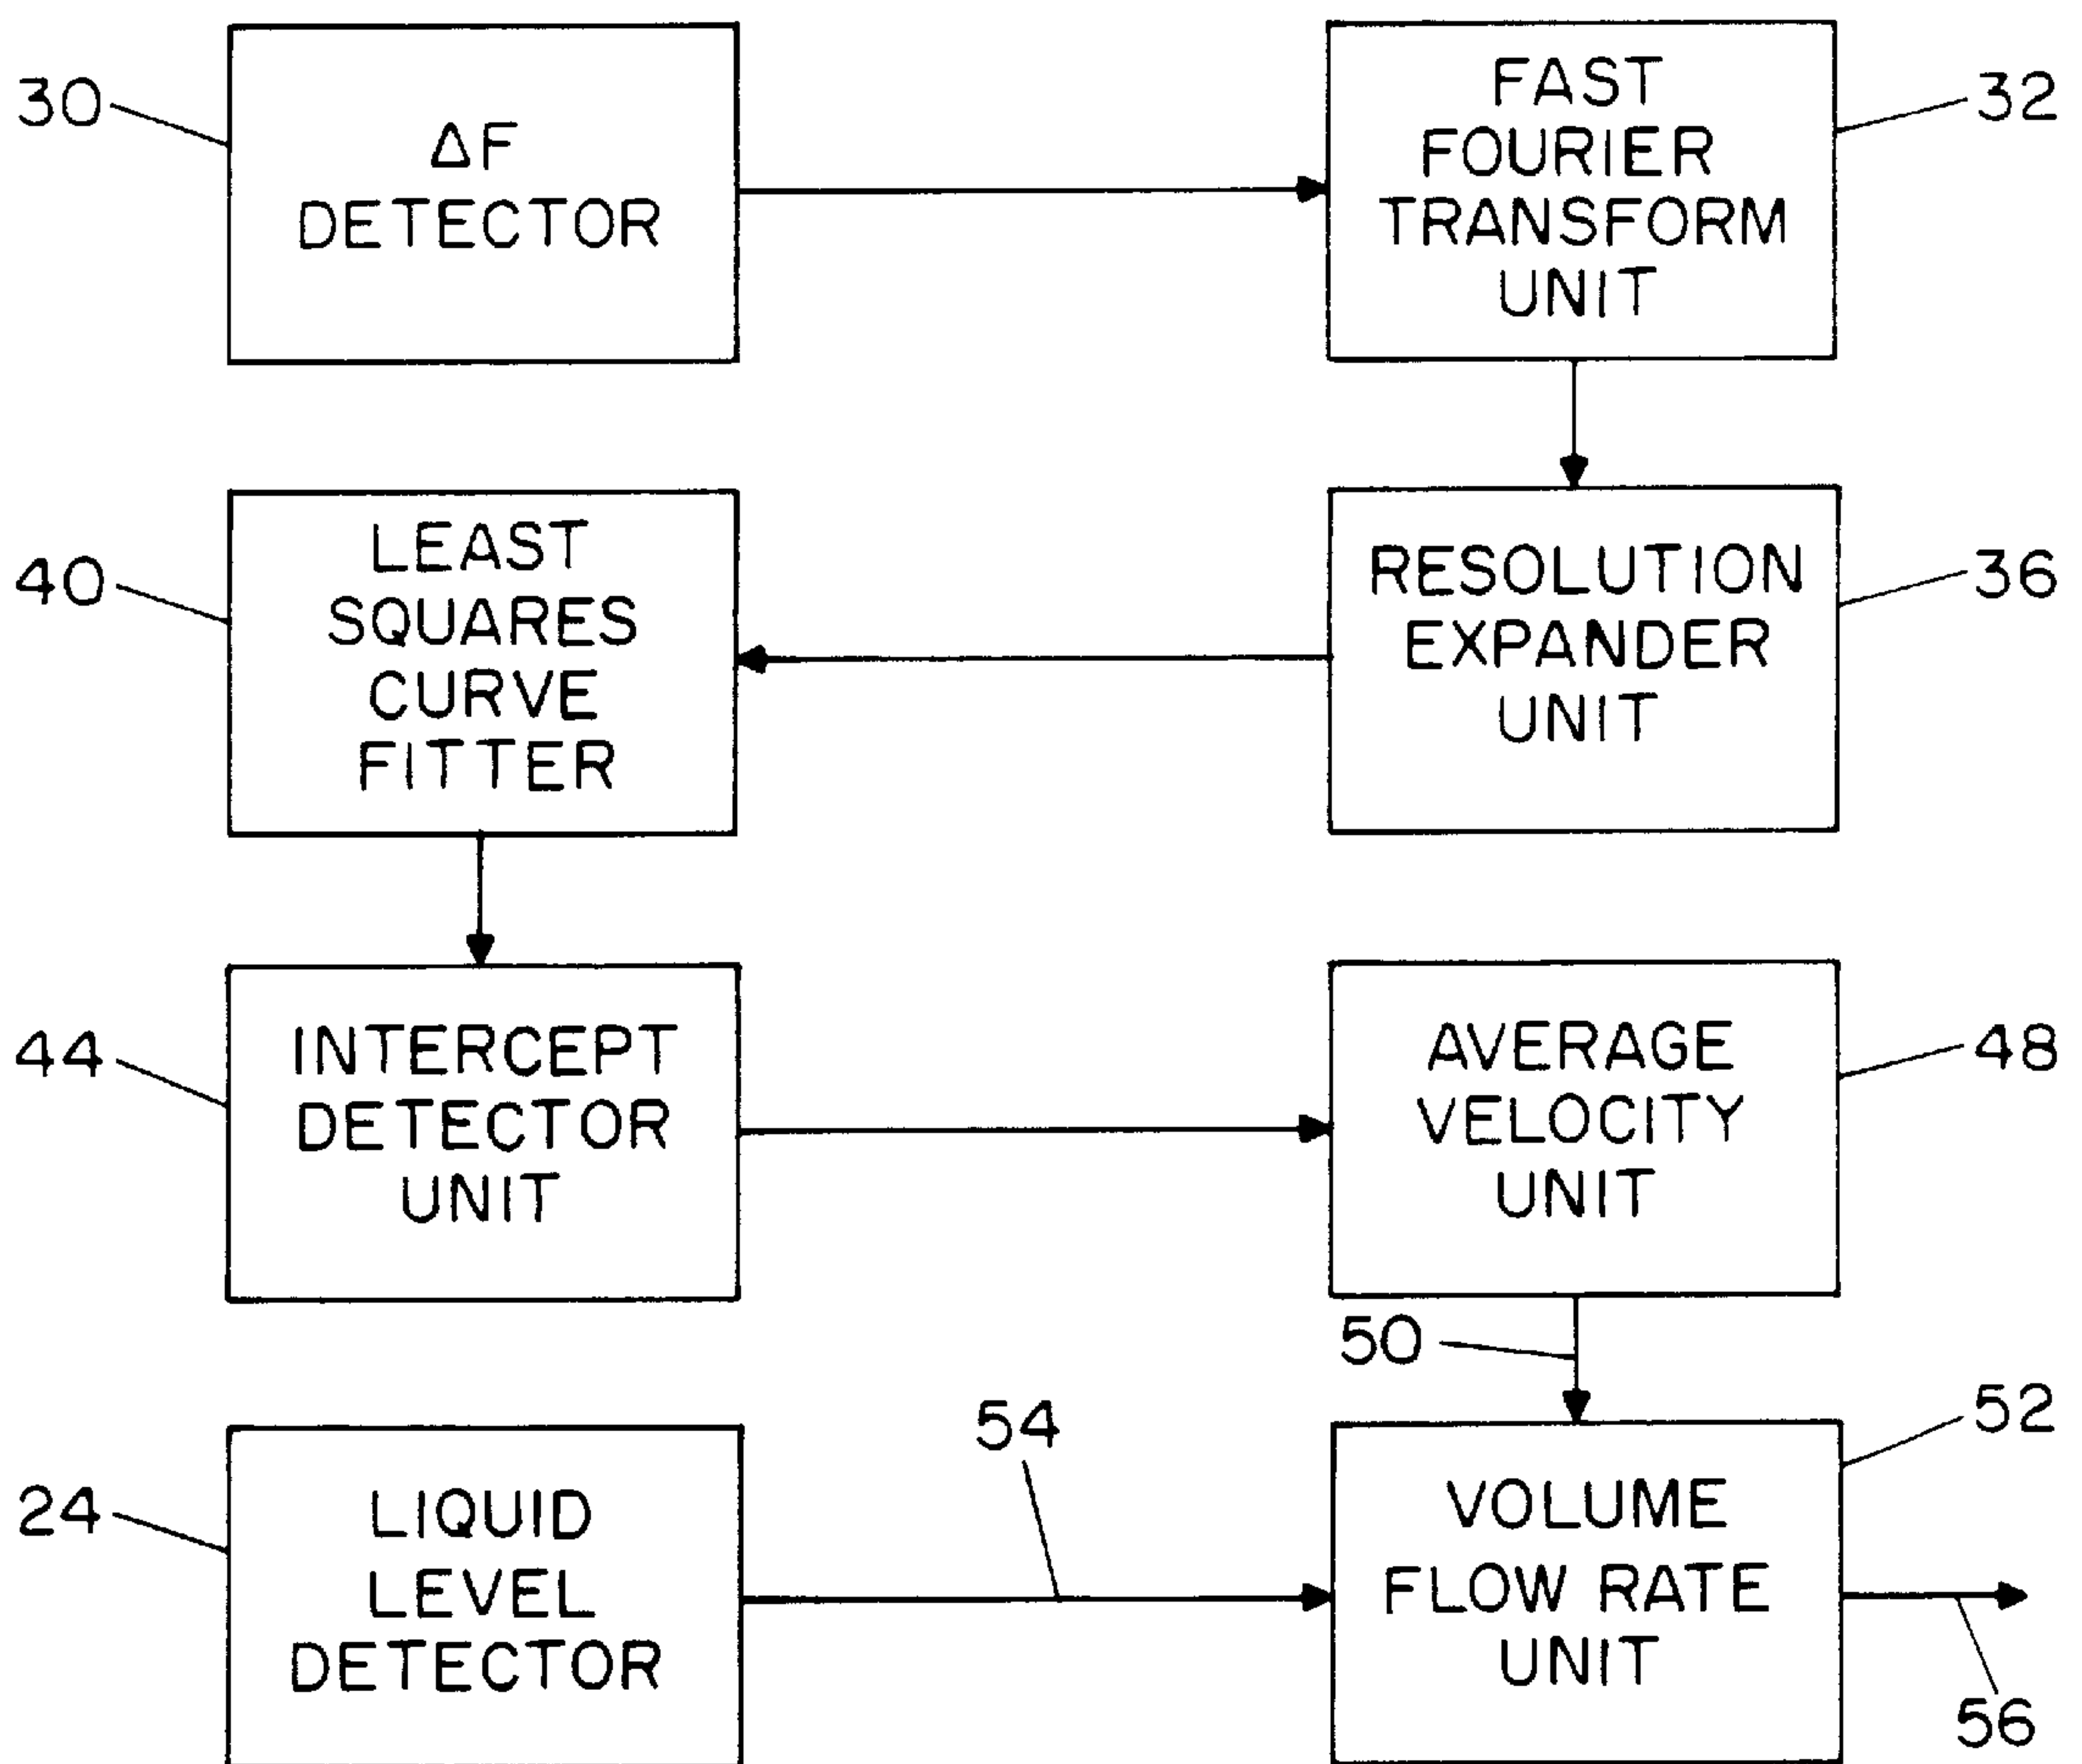 30
ΔF
DETECTOR
FAST
FOURIER
TRANSFORM
UNIT
32
40
LEAST
SQUARES
CURVE
FITTER
RESOLUTION
EXPANDER
UNIT
36
44
INTERCEPT
DETECTOR
UNIT
AVERAGE
VELOCITY
UNIT
48
50
24
LIQUID
LEVEL
DETECTOR
54
VOLUME
FLOW RATE
UNIT
52
56